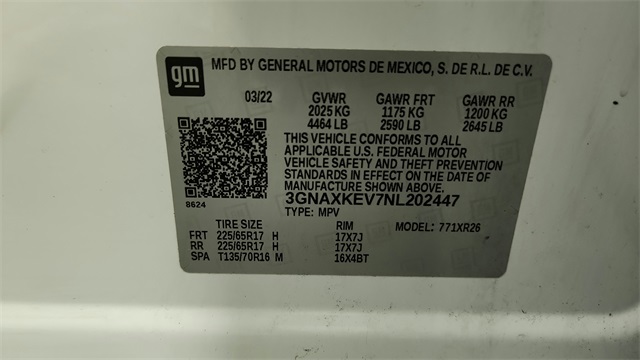 gm
MFD BY GENERAL MOTORS DE MEXICO, S. DE R.L. DE C.V.
03/22 GVWR GAWR FRT GAWR RR
2025 KG 1175 KG 1200 KG
4464 LB 2590 LB 2645 LB
THIS VEHICLE CONFORMS TO ALL
APPLICABLE U.S. FEDERAL MOTOR
VEHICLE SAFETY AND THEFT PREVENTION
STANDARDS IN EFFECT ON DATE OF
MANUFACTURE SHOWN ABOVE.
8624 3GNAXKEV7NL202447
TYPE: MPV MODEL: 771XR26
TIRE SIZE RIM
FRT 225/65R17 H 17X7J
RR 225/65R17 H 17X7J
SPA T135/70R16 M 16X4BT